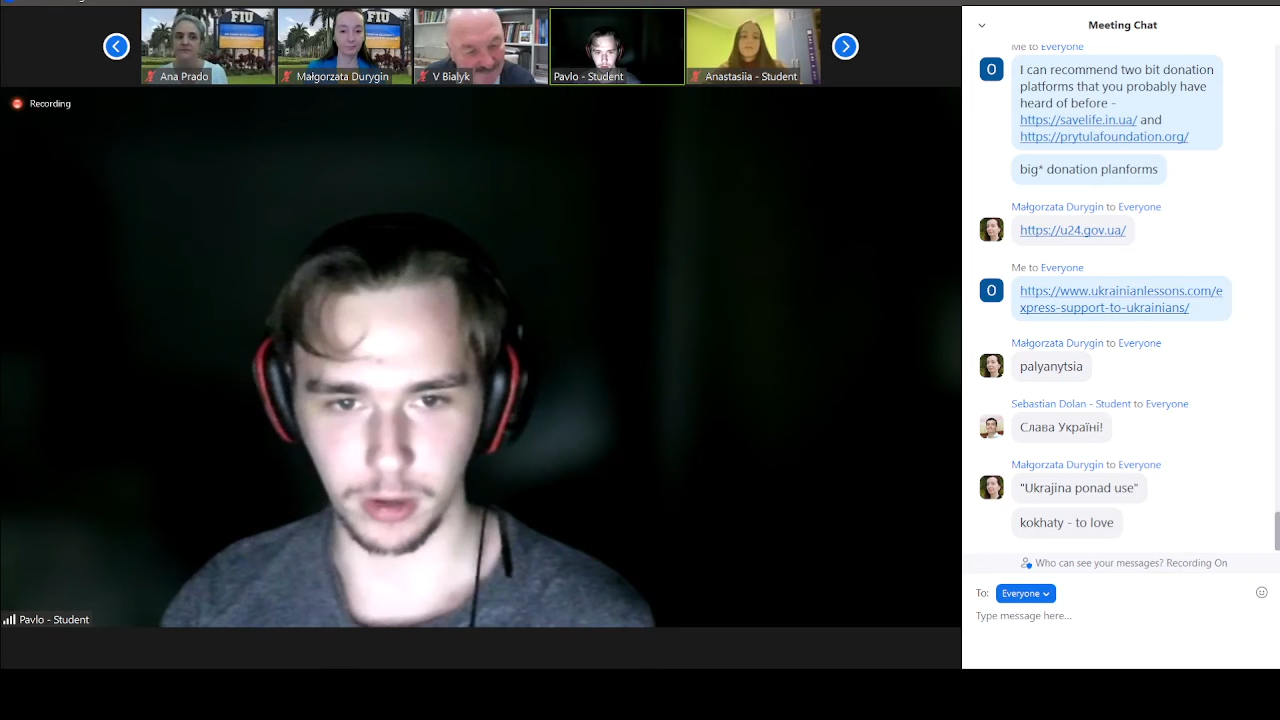 FIU
FIU
Ana Prado
Małgorzata Durygin
V Bialyk
Pavlo - Student
Anastasiia - Student
Recording
Pavlo - Student
Meeting Chat
Me to Everyone
O
I can recommend two bit donation
platforms that you probably have
heard of before -
https://savelife.in.ua/ and
https://prytulafoundation.org/
big* donation planforms
Małgorzata Durygin to Everyone
https://u24.gov.ua/
Me to Everyone
O
https://www.ukrainianlessons.com/e
xpress-support-to-ukrainians/
Małgorzata Durygin to Everyone
palyanytsia
Sebastian Dolan - Student to Everyone
Слава Україні!
Małgorzata Durygin to Everyone
"Ukrajina ponad use"
kokhaty - to love
Who can see your messages? Recording On
To: Everyone
Type message here...